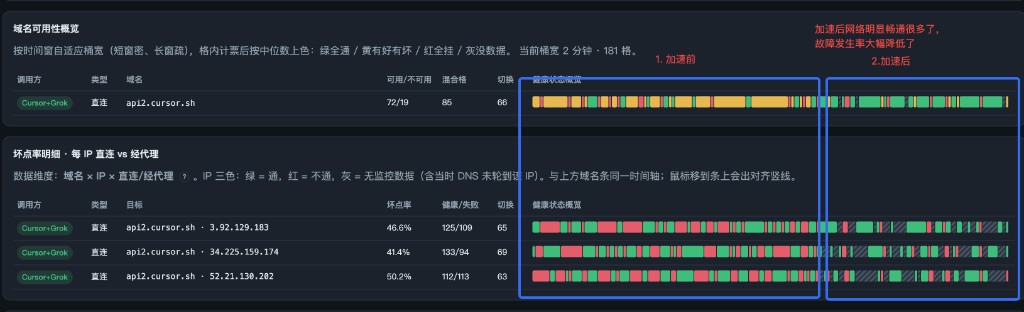 域名可用性概览
加速后网络明显畅通很多了，
故障发生率大幅降低了
按时间窗自适应桶宽（短窗密、长窗疏），格内计票后按中位数上色：绿全通 / 黄有好有坏 / 红全挂 / 灰没数据。 当前桶宽 2 分钟 · 181 格。
1. 加速前
2.加速后
调用方 类型 域名 可用/不可用 混合格 切换 健康状态概览
Cursor+Grok 直连 api2.cursor.sh 72/19 85 66
坏点率明细 · 每 IP 直连 vs 经代理
数据维度：域名 × IP × 直连/经代理 ? 。IP 三色：绿 = 通，红 = 不通，灰 = 无监控数据（含当时 DNS 未轮到该 IP）。与上方域名条同一时间轴；鼠标移到条上会出对齐竖线。
调用方 类型 目标 坏点率 健康/失败 切换 健康状态概览
Cursor+Grok 直连 api2.cursor.sh · 3.92.129.183 46.6% 125/109 65
Cursor+Grok 直连 api2.cursor.sh · 34.225.159.174 41.4% 133/94 69
Cursor+Grok 直连 api2.cursor.sh · 52.21.130.202 50.2% 112/113 63